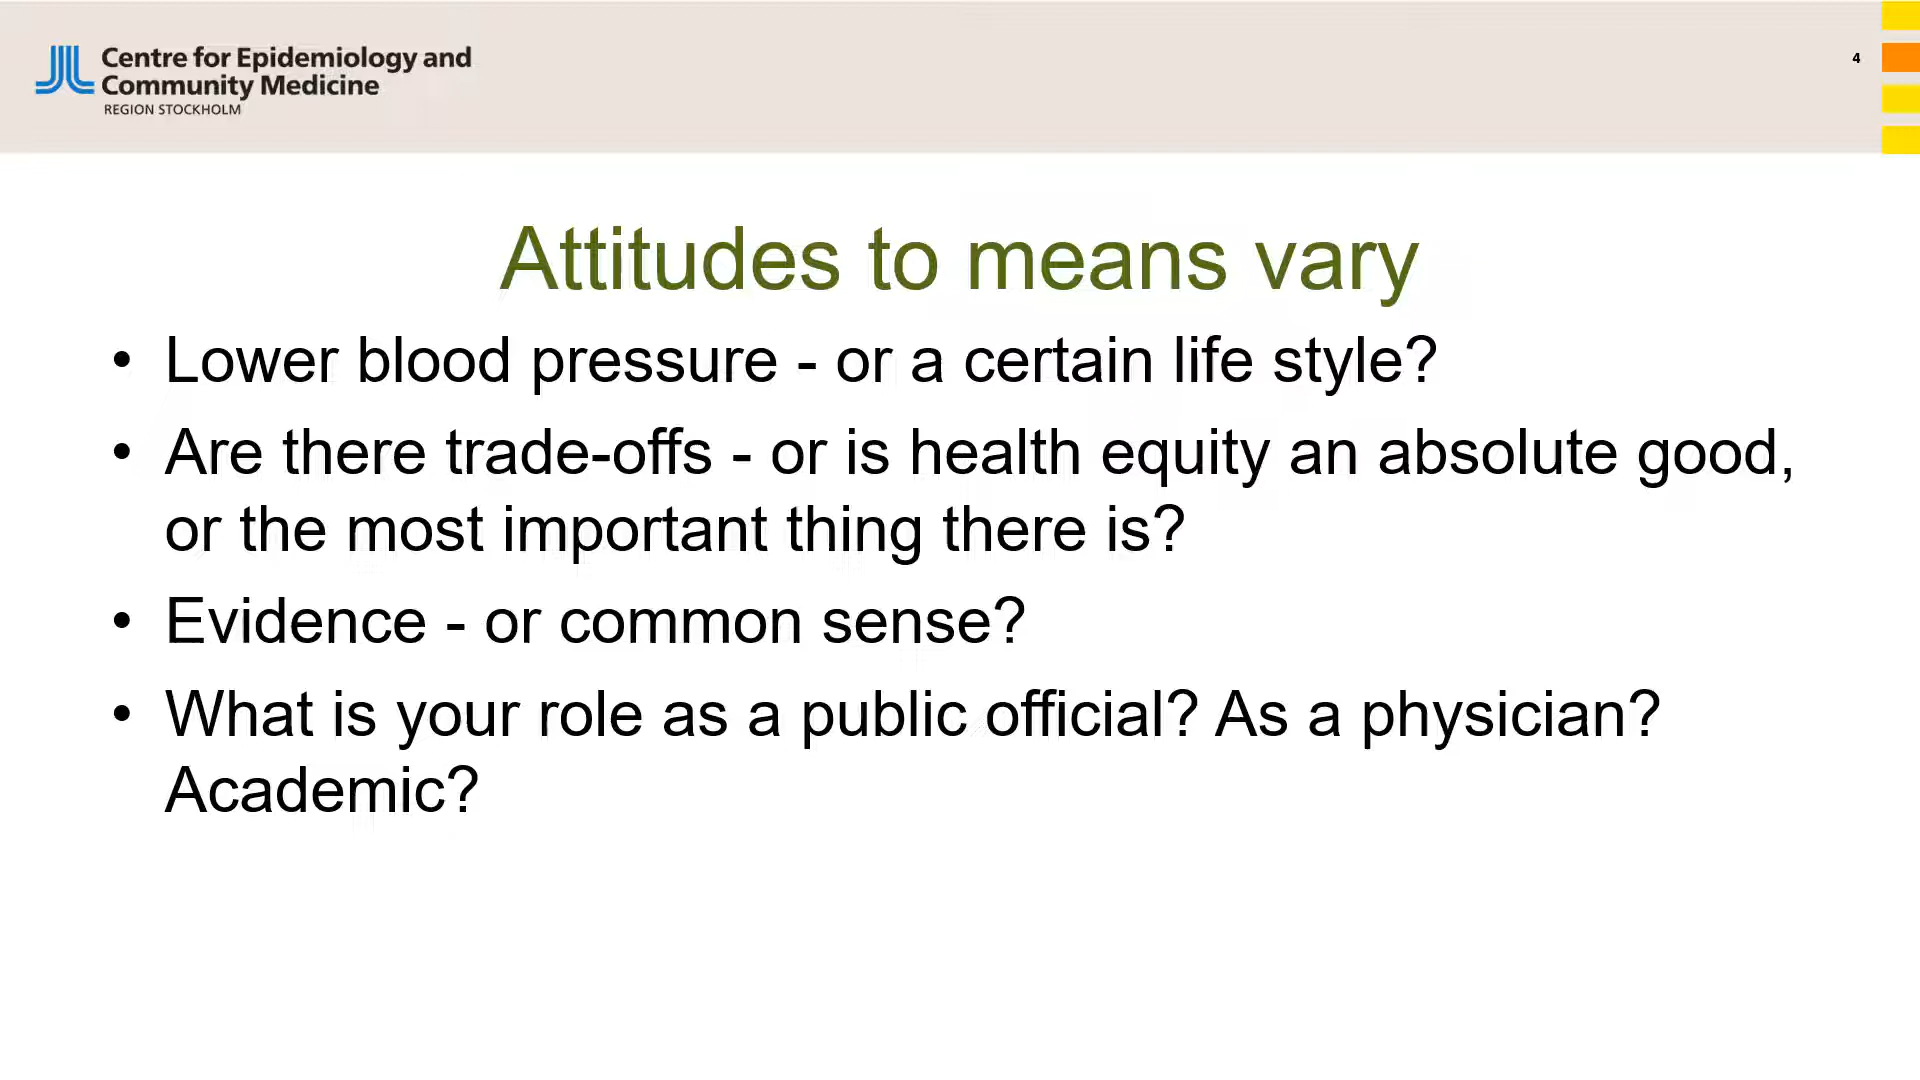 Centre for Epidemiology and
Community Medicine
REGION STOCKHOLM
4
Attitudes to means vary
• Lower blood pressure - or a certain life style?
• Are there trade-offs - or is health equity an absolute good,
or the most important thing there is?
• Evidence - or common sense?
• What is your role as a public official? As a physician?
Academic?